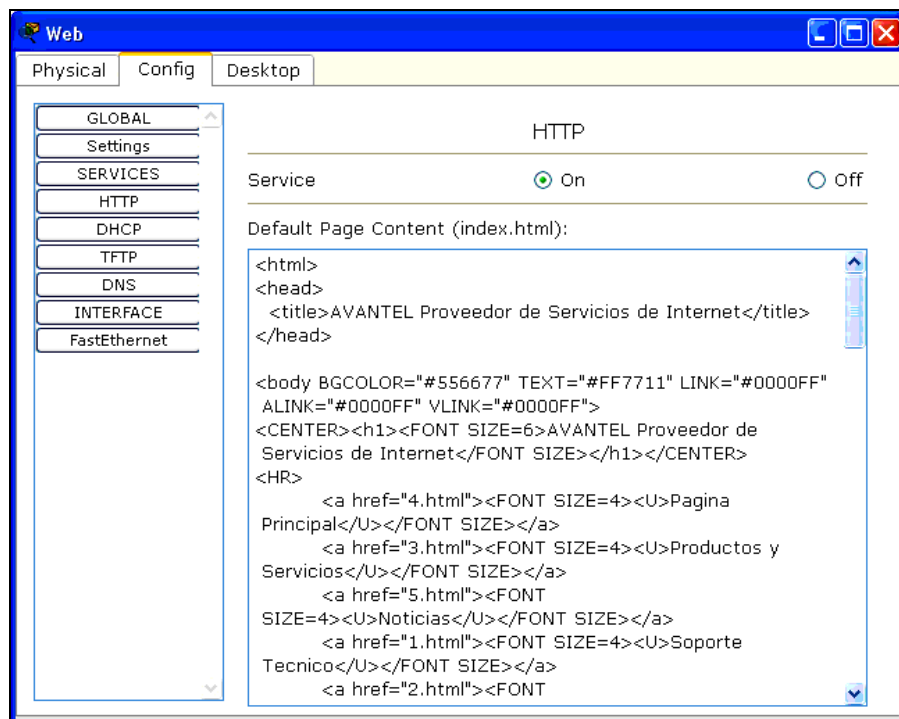 Web
Physical
Config
Desktop
GLOBAL
Settings
SERVICES
HTTP
DHCP
TFTP
DNS
INTERFACE
FastEthernet
HTTP
Service
On
Off
Default Page Content (index.html):
<html>
<head>
<title>AVANTEL Proveedor de Servicios de Internet</title>
</head>
<body BGCOLOR="#556677" TEXT="#FF7711" LINK="#0000FF"
ALINK="#0000FF" VLINK="#0000FF">
<CENTER><h1><FONT SIZE=6>AVANTEL Proveedor de
Servicios de Internet</FONT SIZE></h1></CENTER>
<HR>
<a href="4.html"><FONT SIZE=4><U>Pagina
Principal</U></FONT SIZE></a>
<a href="3.html"><FONT SIZE=4><U>Productos y
Servicios</U></FONT SIZE></a>
<a href="5.html"><FONT
SIZE=4><U>Noticias</U></FONT SIZE></a>
<a href="1.html"><FONT SIZE=4><U>Soporte
Tecnico</U></FONT SIZE></a>
<a href="2.html"><FONT